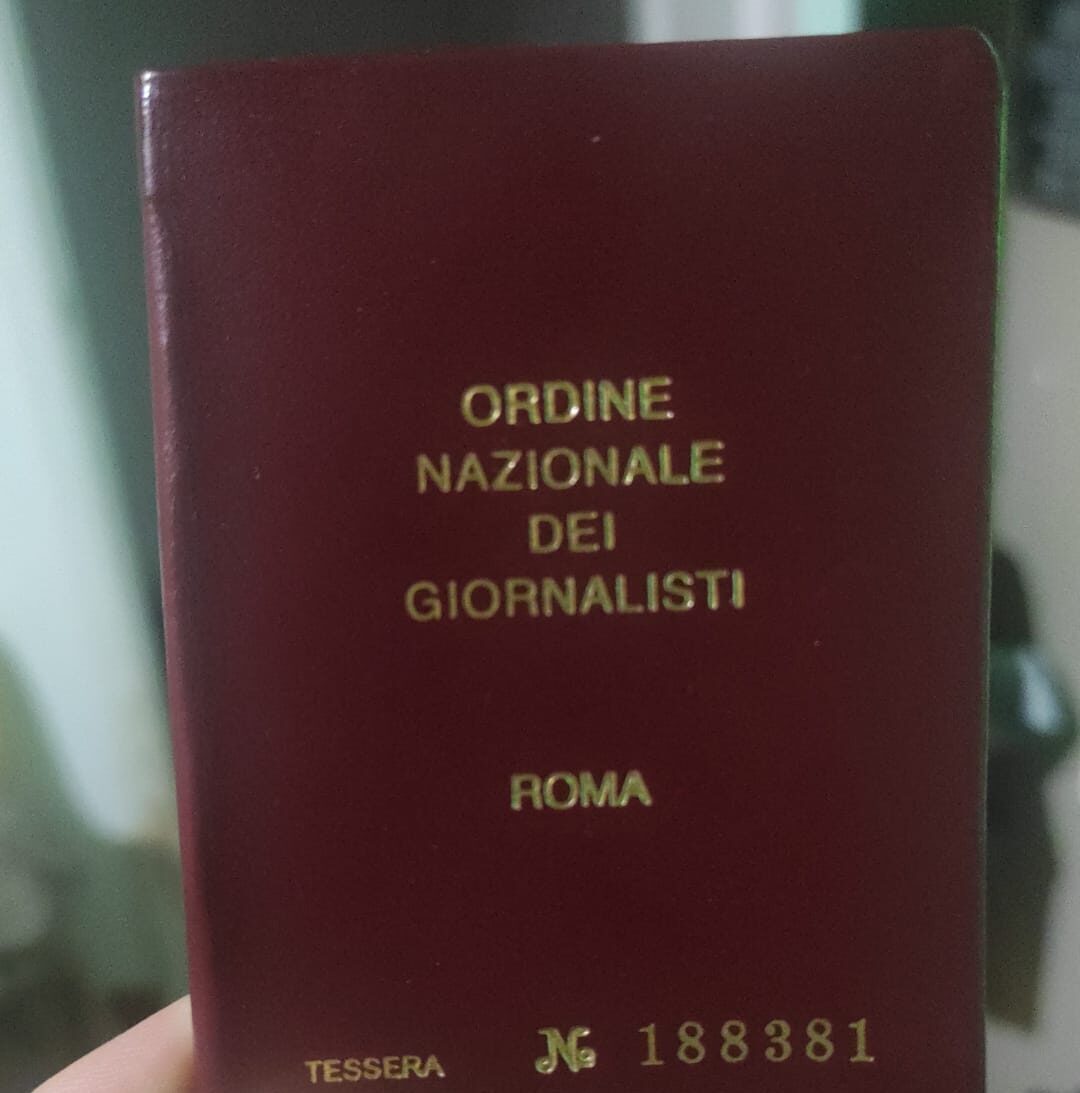 ORDINE
NAZIONALE
DEI
GIORNALISTI
ROMA
TESSERA № 188381